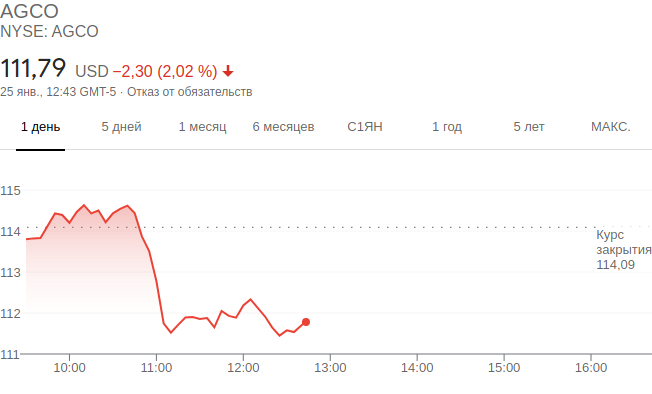 AGCO
NYSE: AGCO
111,79 USD −2,30 (2,02 %)
25 янв., 12:43 GMT-5 · Отказ от обязательств
1 день 5 дней 1 месяц 6 месяцев С1ЯН 1 год 5 лет МАКС.
115
114
Курс
закрытия
114,09
113
112
111
10:00 11:00 12:00 13:00 14:00 15:00 16:00